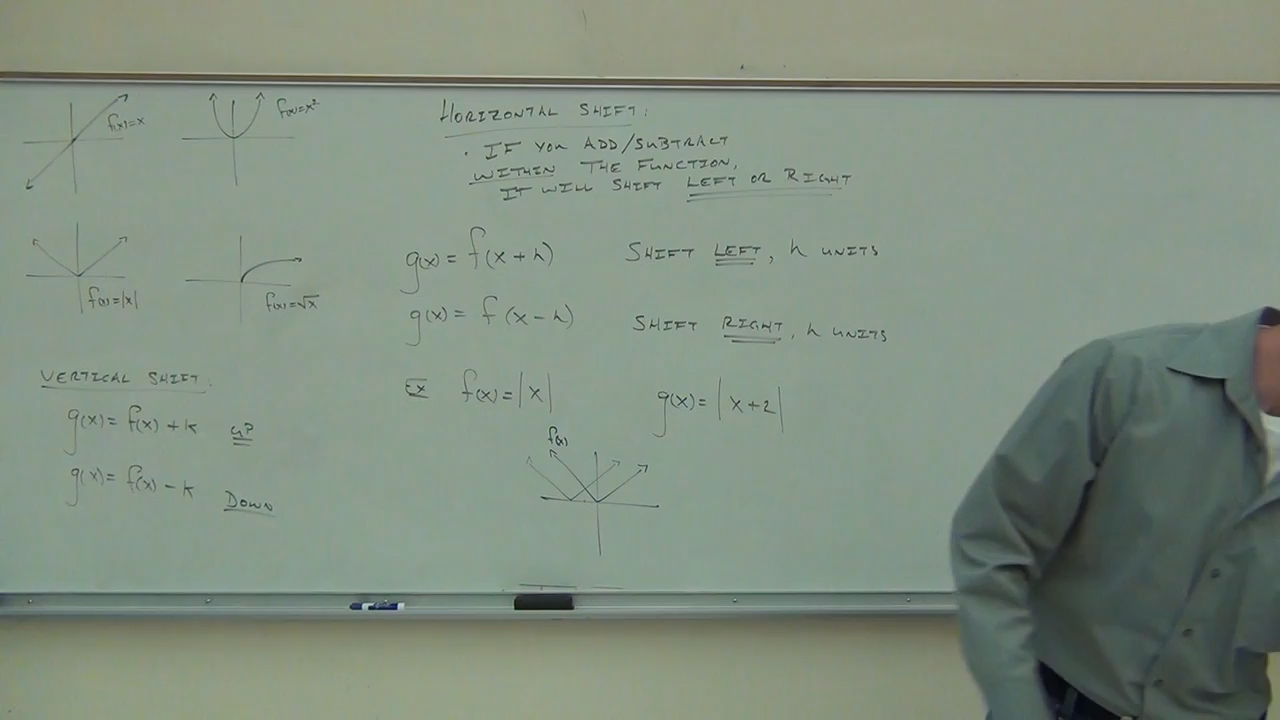 f(x)=x
f(x)=x²
f(x)=|x|
f(x)=√x
VERTICAL SHIFT:
g(x)= f(x)+k UP
g(x)= f(x)-k DOWN
HORIZONTAL SHIFT:
• IF YOU ADD/SUBTRACT
WITHIN THE FUNCTION,
IT WILL SHIFT LEFT OR RIGHT
g(x)= f(x+h) SHIFT LEFT, h UNITS
g(x)= f(x-h) SHIFT RIGHT, h UNITS
EX f(x)=|x| g(x)=|x+2|
f(x)